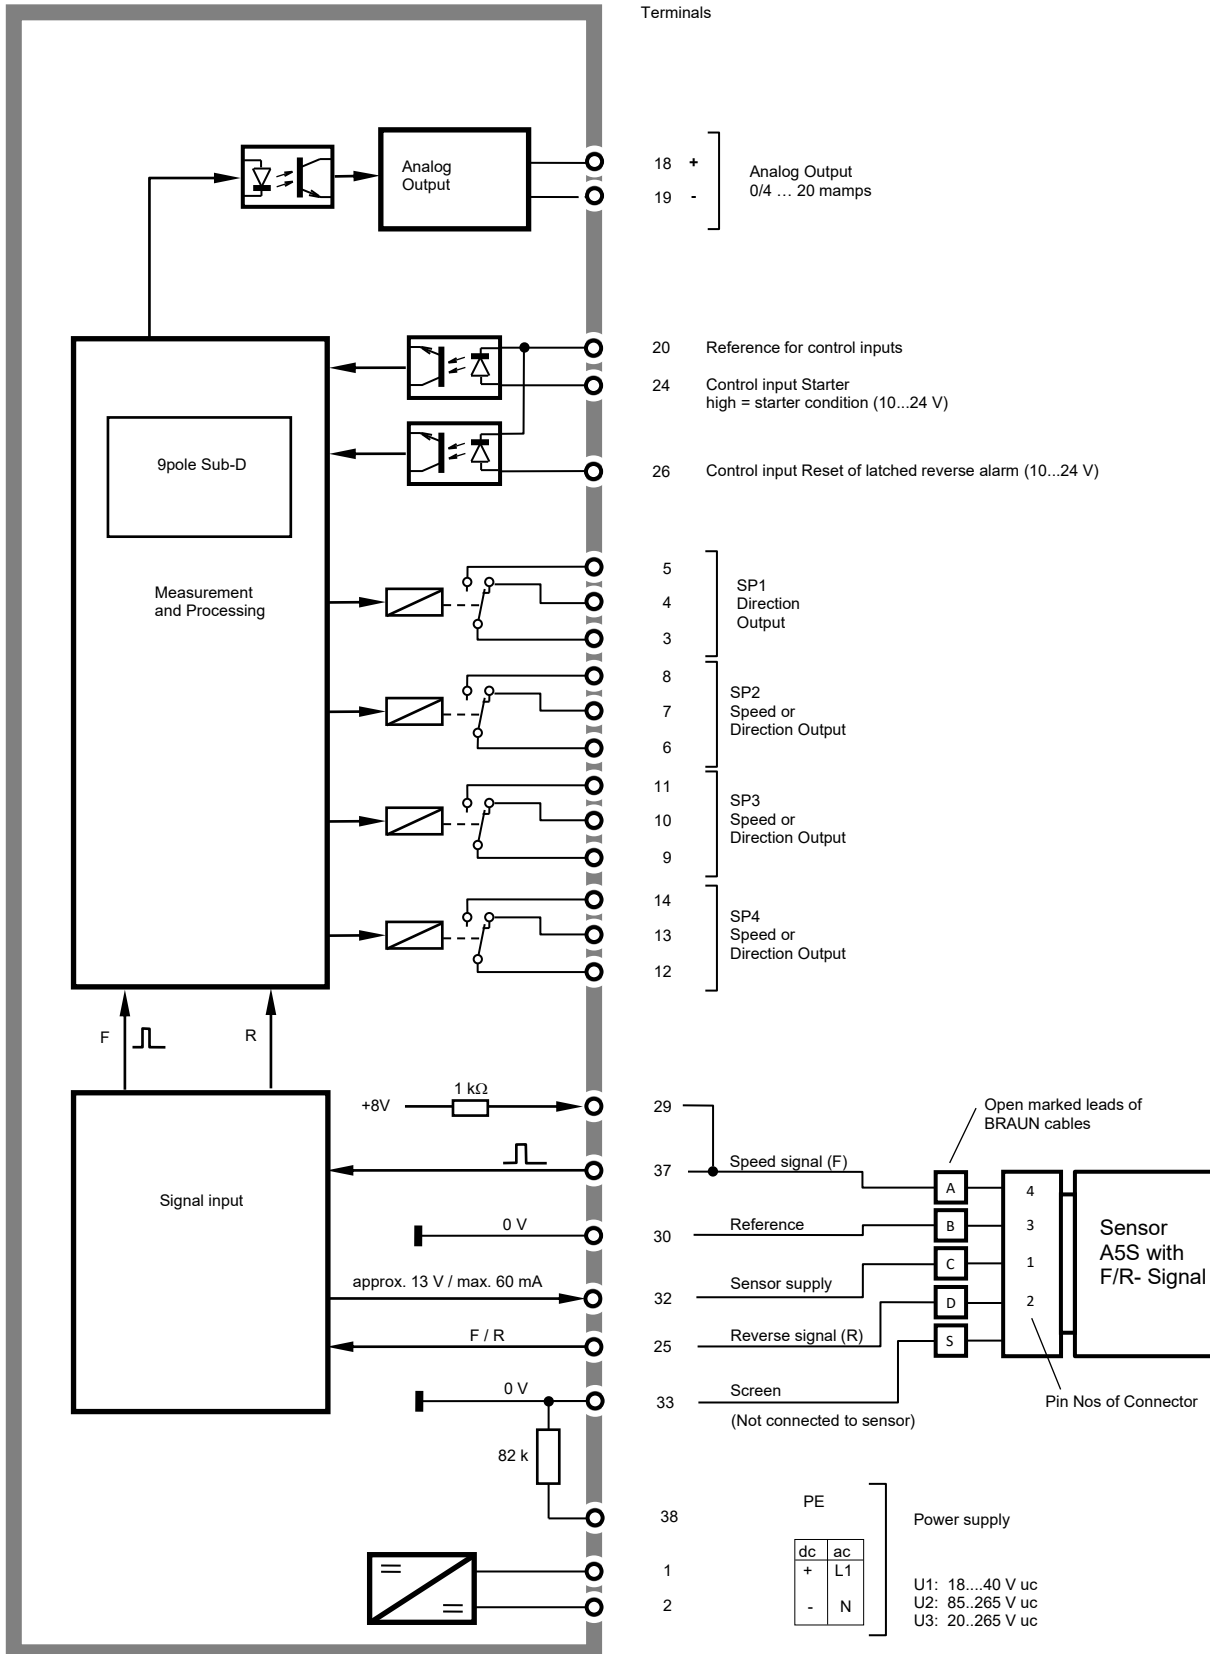 Terminals
Analog
Output
18 +
19 -
Analog Output
0/4 … 20 mamps
20 Reference for control inputs
24 Control input Starter
high = starter condition (10...24 V)
26 Control input Reset of latched reverse alarm (10...24 V)
9pole Sub-D
Measurement
and Processing
5
4
3
SP1
Direction
Output
8
7
6
SP2
Speed or
Direction Output
11
10
9
SP3
Speed or
Direction Output
14
13
12
SP4
Speed or
Direction Output
F
R
+8V
1 kΩ
29
Open marked leads of
BRAUN cables
37
Speed signal (F)
A
4
Signal input
0 V
30
Reference
B
3
approx. 13 V / max. 60 mA
32
Sensor supply
C
1
F / R
25
Reverse signal (R)
D
2
S
Sensor
A5S with
F/R- Signal
0 V
33
Screen
(Not connected to sensor)
Pin Nos of Connector
82 k
38
PE
Power supply
dc ac
1
+ L1
2
- N
U1: 18....40 V uc
U2: 85..265 V uc
U3: 20..265 V uc